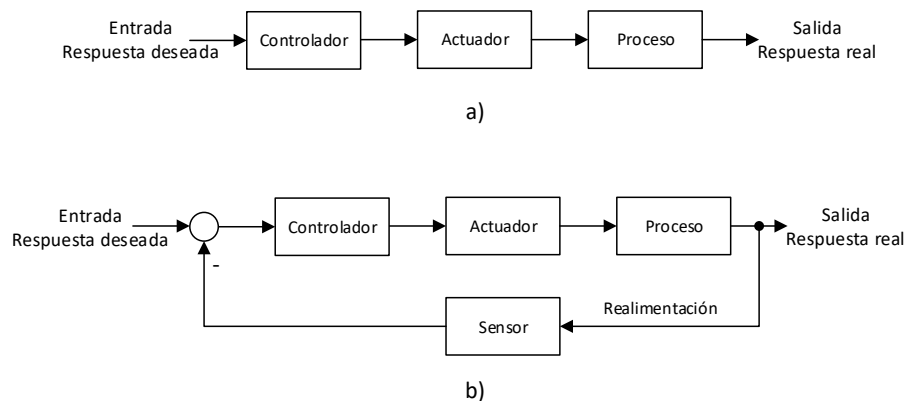 Entrada
Respuesta deseada
Controlador
Actuador
Proceso
Salida
Respuesta real
a)
Entrada
Respuesta deseada
Controlador
Actuador
Proceso
Salida
Respuesta real
-
Realimentación
Sensor
b)